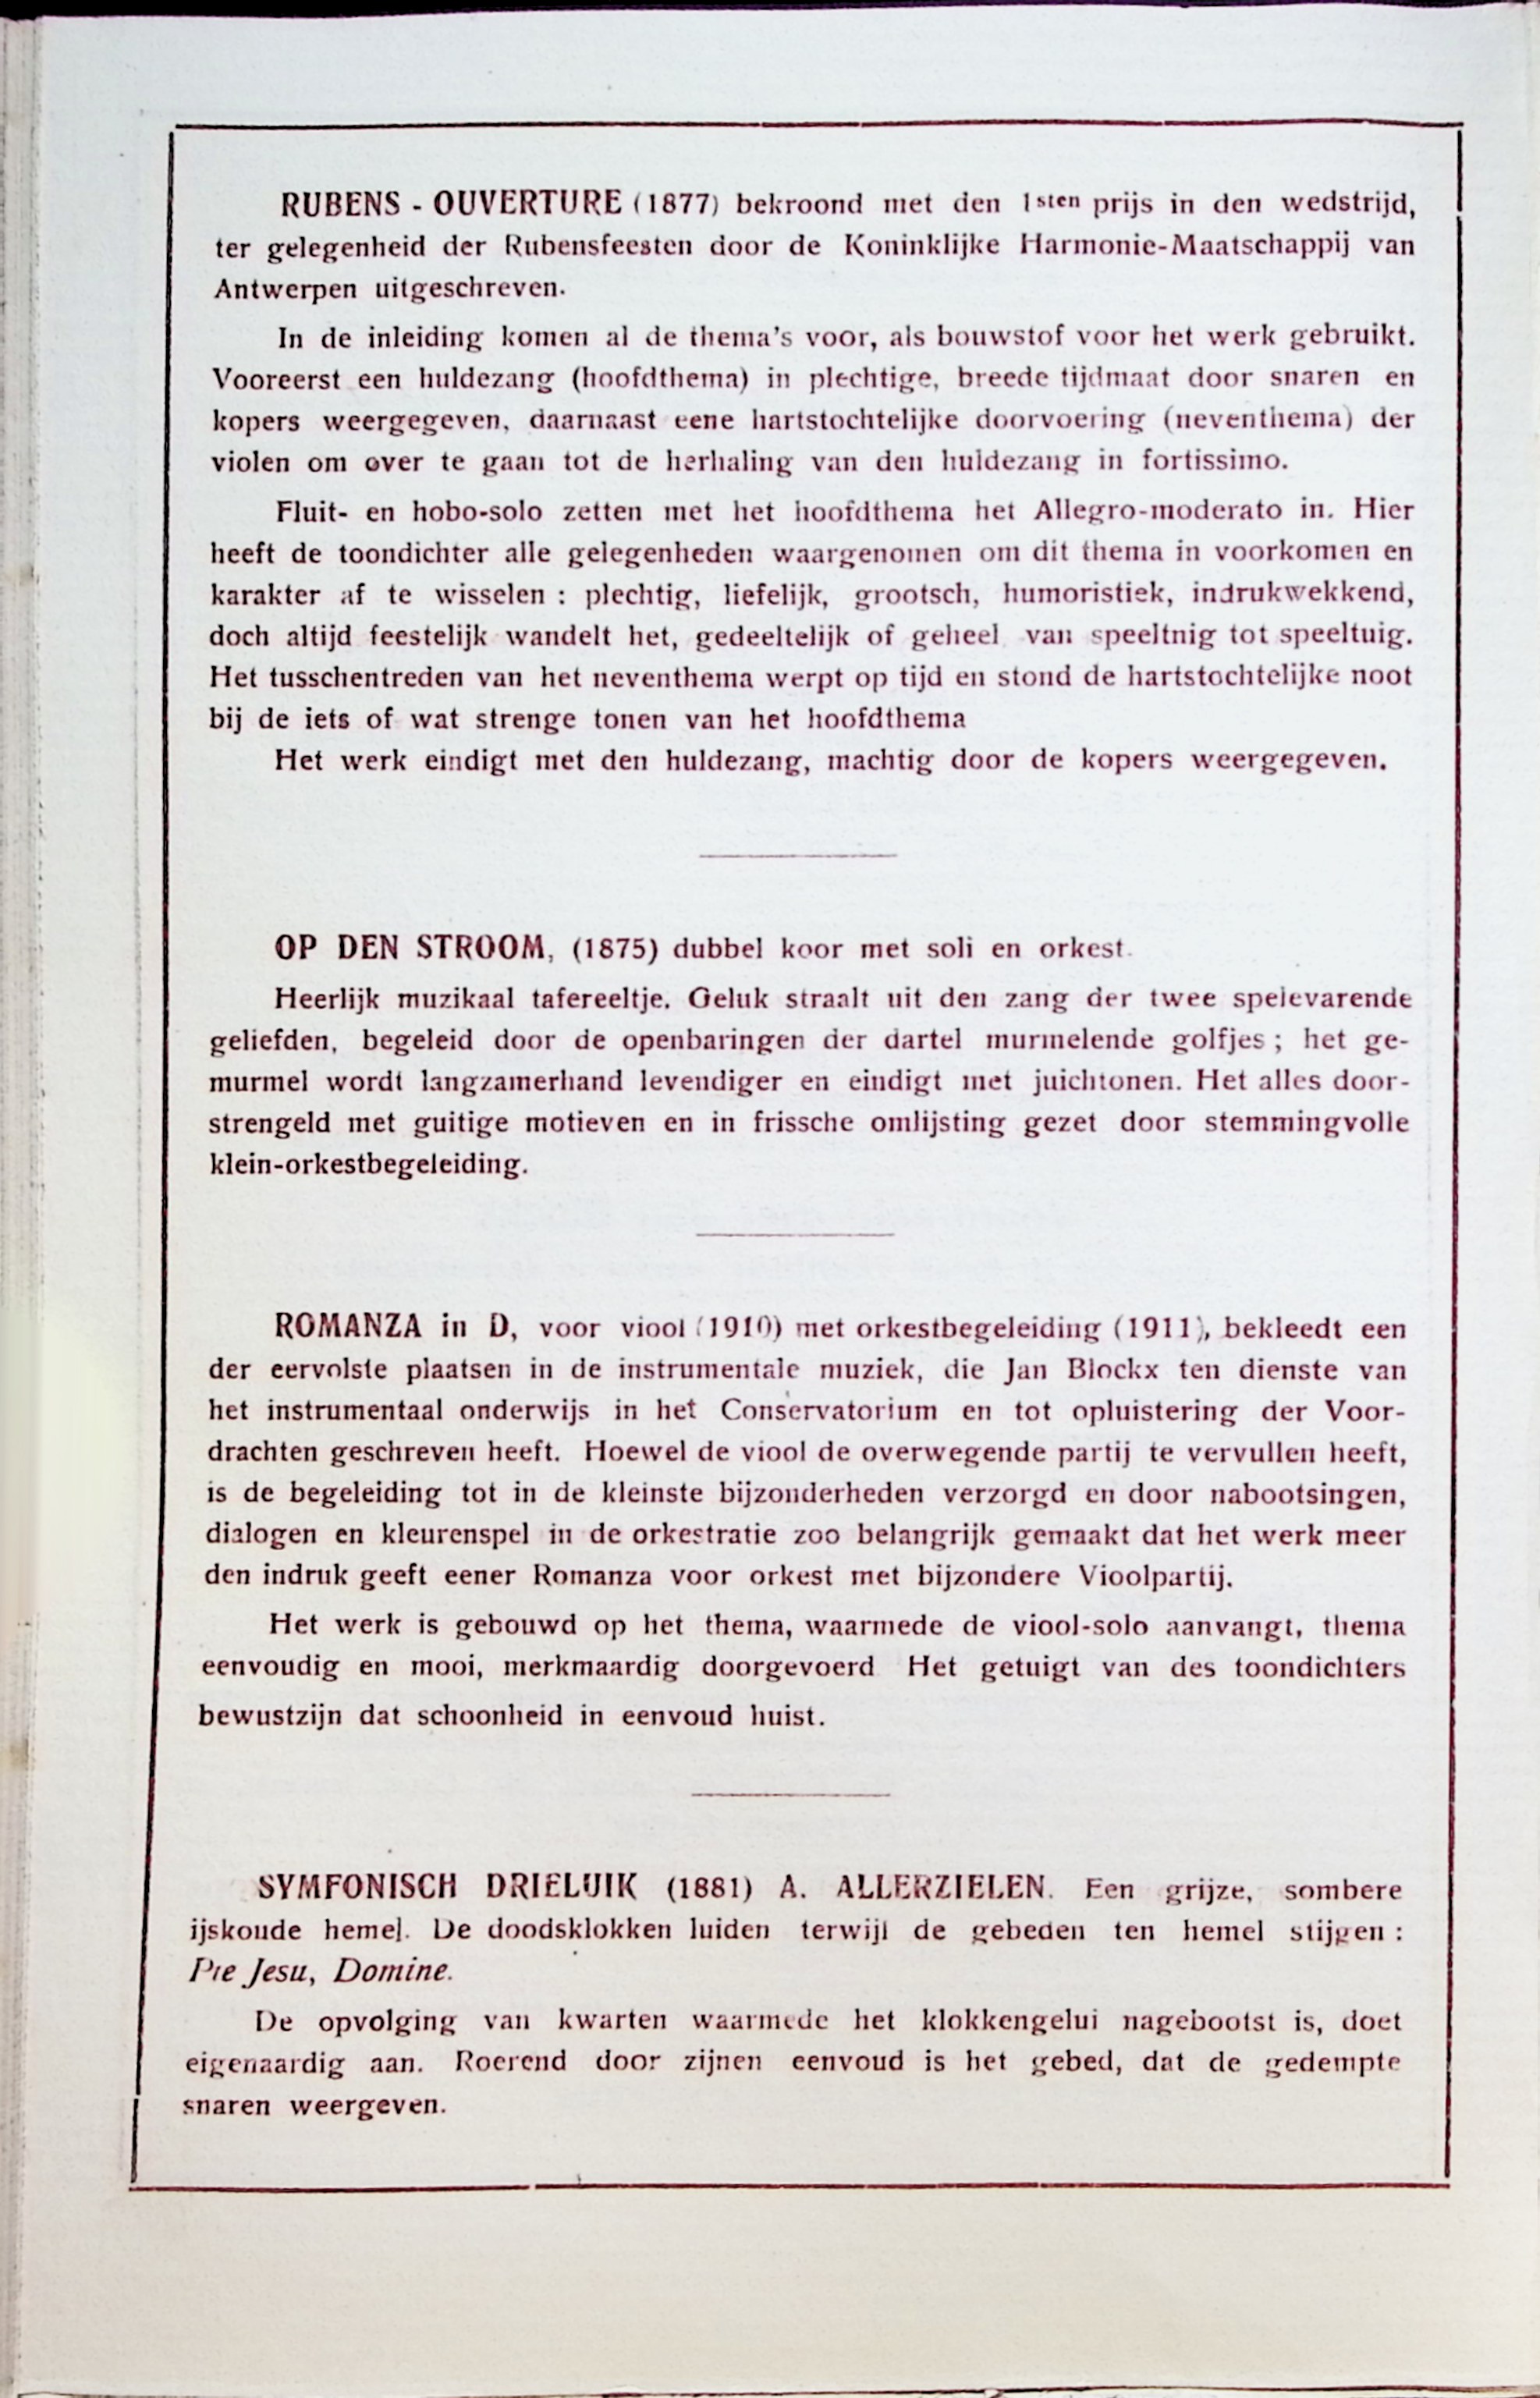 RUBENS - OUVERTURE (1877) bekroond met den 1sten prijs in den wedstrijd,
ter gelegenheid der Rubensfeesten door de Koninklijke Harmonie-Maatschappij van
Antwerpen uitgeschreven.
In de inleiding komen al de thema's voor, als bouwstof voor het werk gebruikt.
Vooreerst een huldezang (hoofdthema) in plechtige, breede tijdmaat door snaren en
kopers weergegeven, daarnaast eene hartstochtelijke doorvoering (neventhema) der
violen om over te gaan tot de herhaling van den huldezang in fortissimo.
Fluit- en hobo-solo zetten met het hoofdthema het Allegro-moderato in. Hier
heeft de toondichter alle gelegenheden waargenomen om dit thema in voorkomen en
karakter af te wisselen : plechtig, liefelijk, grootsch, humoristiek, indrukwekkend,
doch altijd feestelijk wandelt het, gedeeltelijk of geheel van speeltnig tot speeltuig.
Het tusschentreden van het neventhema werpt op tijd en stond de hartstochtelijke noot
bij de iets of wat strenge tonen van het hoofdthema
Het werk eindigt met den huldezang, machtig door de kopers weergegeven.
OP DEN STROOM, (1875) dubbel koor met soli en orkest.
Heerlijk muzikaal tafereeltje. Geluk straalt uit den zang der twee spelevarende
geliefden, begeleid door de openbaringen der dartel murmelende golfjes ; het ge-
murmel wordt langzamerhand levendiger en eindigt met juichtonen. Het alles door-
strengeld met guitige motieven en in frissche omlijsting gezet door stemmingvolle
klein-orkestbegeleiding.
ROMANZA in D, voor viool (1910) met orkestbegeleiding (1911), bekleedt een
der eervolste plaatsen in de instrumentale muziek, die Jan Blockx ten dienste van
het instrumentaal onderwijs in het Conservatorium en tot opluistering der Voor-
drachten geschreven heeft. Hoewel de viool de overwegende partij te vervullen heeft,
is de begeleiding tot in de kleinste bijzonderheden verzorgd en door nabootsingen,
dialogen en kleurenspel in de orkestratie zoo belangrijk gemaakt dat het werk meer
den indruk geeft eener Romanza voor orkest met bijzondere Vioolpartij.
Het werk is gebouwd op het thema, waarmede de viool-solo aanvangt, thema
eenvoudig en mooi, merkmaardig doorgevoerd Het getuigt van des toondichters
bewustzijn dat schoonheid in eenvoud huist.
SYMFONISCH DRIELUIK (1881) A. ALLERZIELEN. Een grijze, sombere
ijskoude hemel. De doodsklokken luiden terwijl de gebeden ten hemel stijgen :
Pie Jesu, Domine.
De opvolging van kwarten waarmede het klokkengelui nagebootst is, doet
eigenaardig aan. Roerend door zijnen eenvoud is het gebed, dat de gedempte
snaren weergeven.